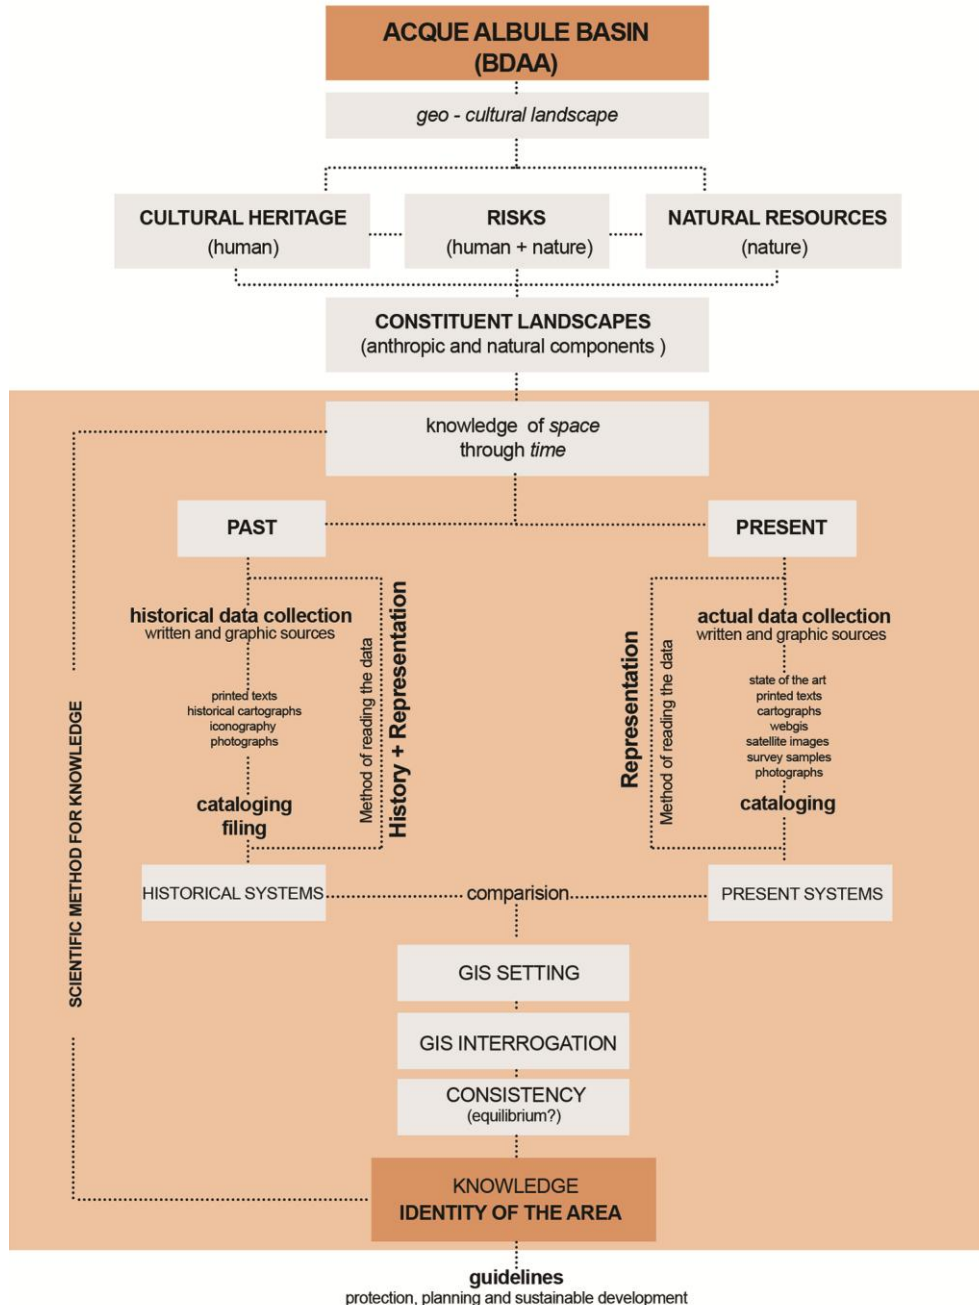 ACQUE ALBULE BASIN
(BDAA)
geo - cultural landscape
CULTURAL HERITAGE
(human)
RISKS
(human + nature)
NATURAL RESOURCES
(nature)
CONSTITUENT LANDSCAPES
(anthropic and natural components )
knowledge of space
through time
SCIENTIFIC METHOD FOR KNOWLEDGE
PAST
historical data collection
written and graphic sources
printed texts
historical cartographs
iconography
photographs
cataloging
filing
Method of reading the data
History + Representation
HISTORICAL SYSTEMS
PRESENT
Representation
Method of reading the data
actual data collection
written and graphic sources
state of the art
printed texts
cartographs
webgis
satellite images
survey samples
photographs
cataloging
PRESENT SYSTEMS
comparision
GIS SETTING
GIS INTERROGATION
CONSISTENCY
(equilibrium?)
KNOWLEDGE
IDENTITY OF THE AREA
guidelines
protection, planning and sustainable development